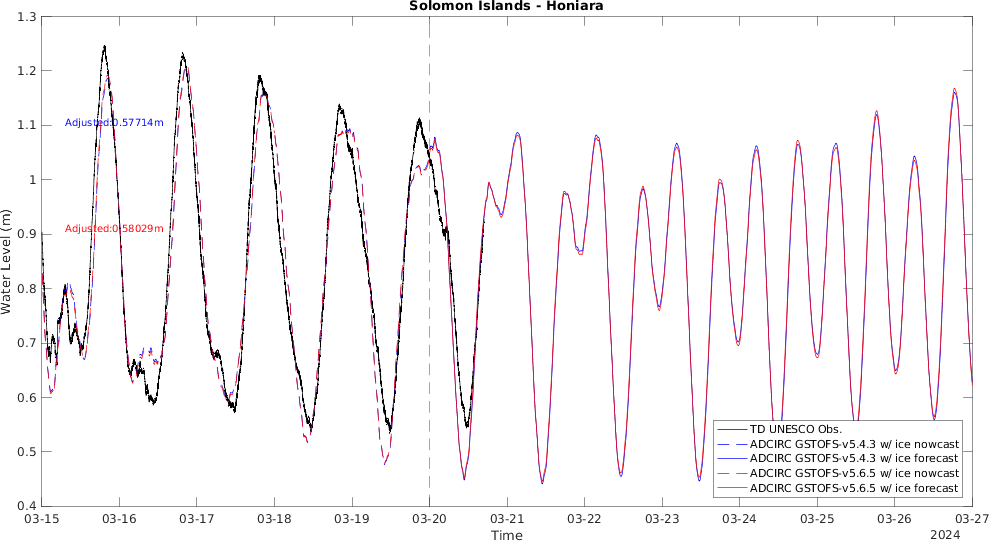 Solomon Islands - Honiara
1.3
1.2
1.1
1
0.9
0.8
0.7
0.6
0.5
0.4
Water Level (m)
Adjusted:0.57714m
Adjusted:0.58029m
TD UNESCO Obs.
ADCIRC GSTOFS-v5.4.3 w/ ice nowcast
ADCIRC GSTOFS-v5.4.3 w/ ice forecast
ADCIRC GSTOFS-v5.6.5 w/ ice nowcast
ADCIRC GSTOFS-v5.6.5 w/ ice forecast
03-15 03-16 03-17 03-18 03-19 03-20 03-21 03-22 03-23 03-24 03-25 03-26 03-27
Time
2024